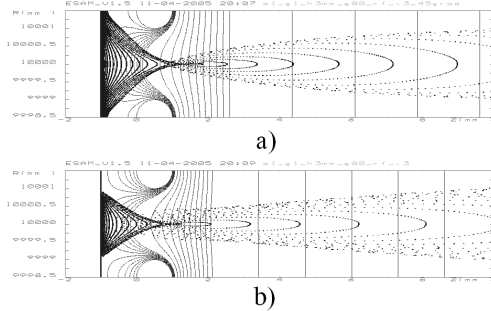 ESAM_V1.5 11-04-2005 20:07
R(mm )
10001
10000.5
10000
9999.5
9999
9998.5
-2 0 2 4 6 8 Z(mm
a)
ESAM_V1.5 11-04-2005 20:09
R(mm )
10001
10000.5
10000
9999.5
9999
9998.5
-2 0 2 4 6 8 Z(mm
b)